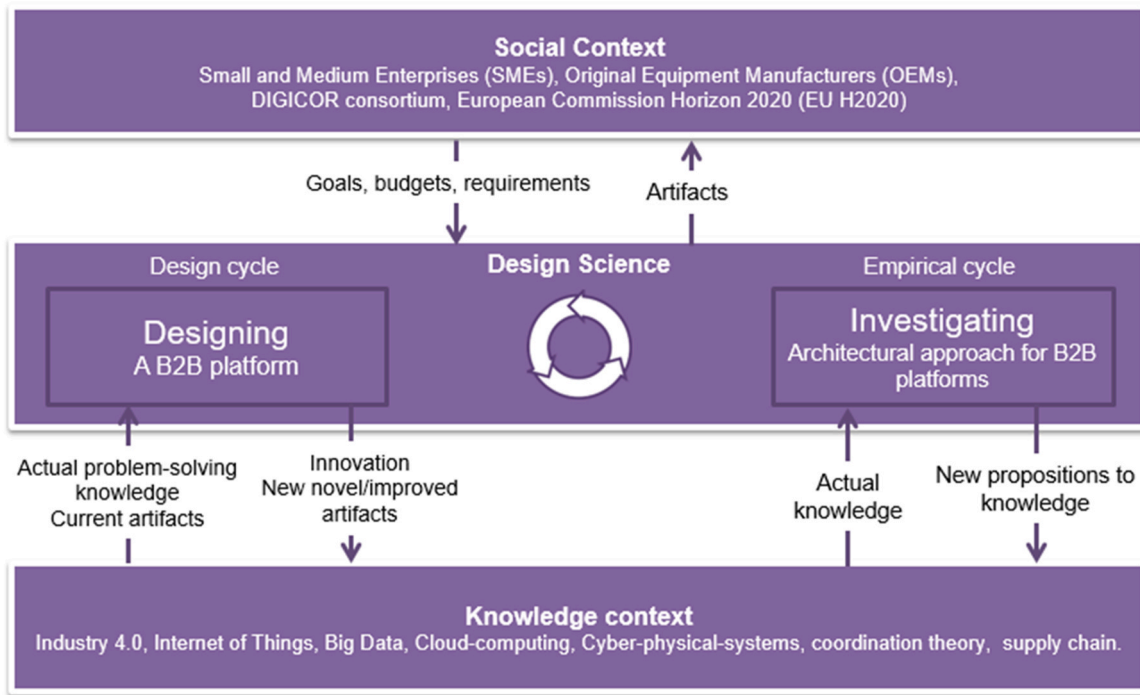 Social Context
Small and Medium Enterprises (SMEs), Original Equipment Manufacturers (OEMs),
DIGICOR consortium, European Commission Horizon 2020 (EU H2020)
Goals, budgets, requirements
Artifacts
Design cycle
Design Science
Empirical cycle
Designing
A B2B platform
Investigating
Architectural approach for B2B
platforms
Actual problem-solving
knowledge
Current artifacts
Innovation
New novel/improved
artifacts
Actual
knowledge
New propositions to
knowledge
Knowledge context
Industry 4.0, Internet of Things, Big Data, Cloud-computing, Cyber-physical-systems, coordination theory, supply chain.